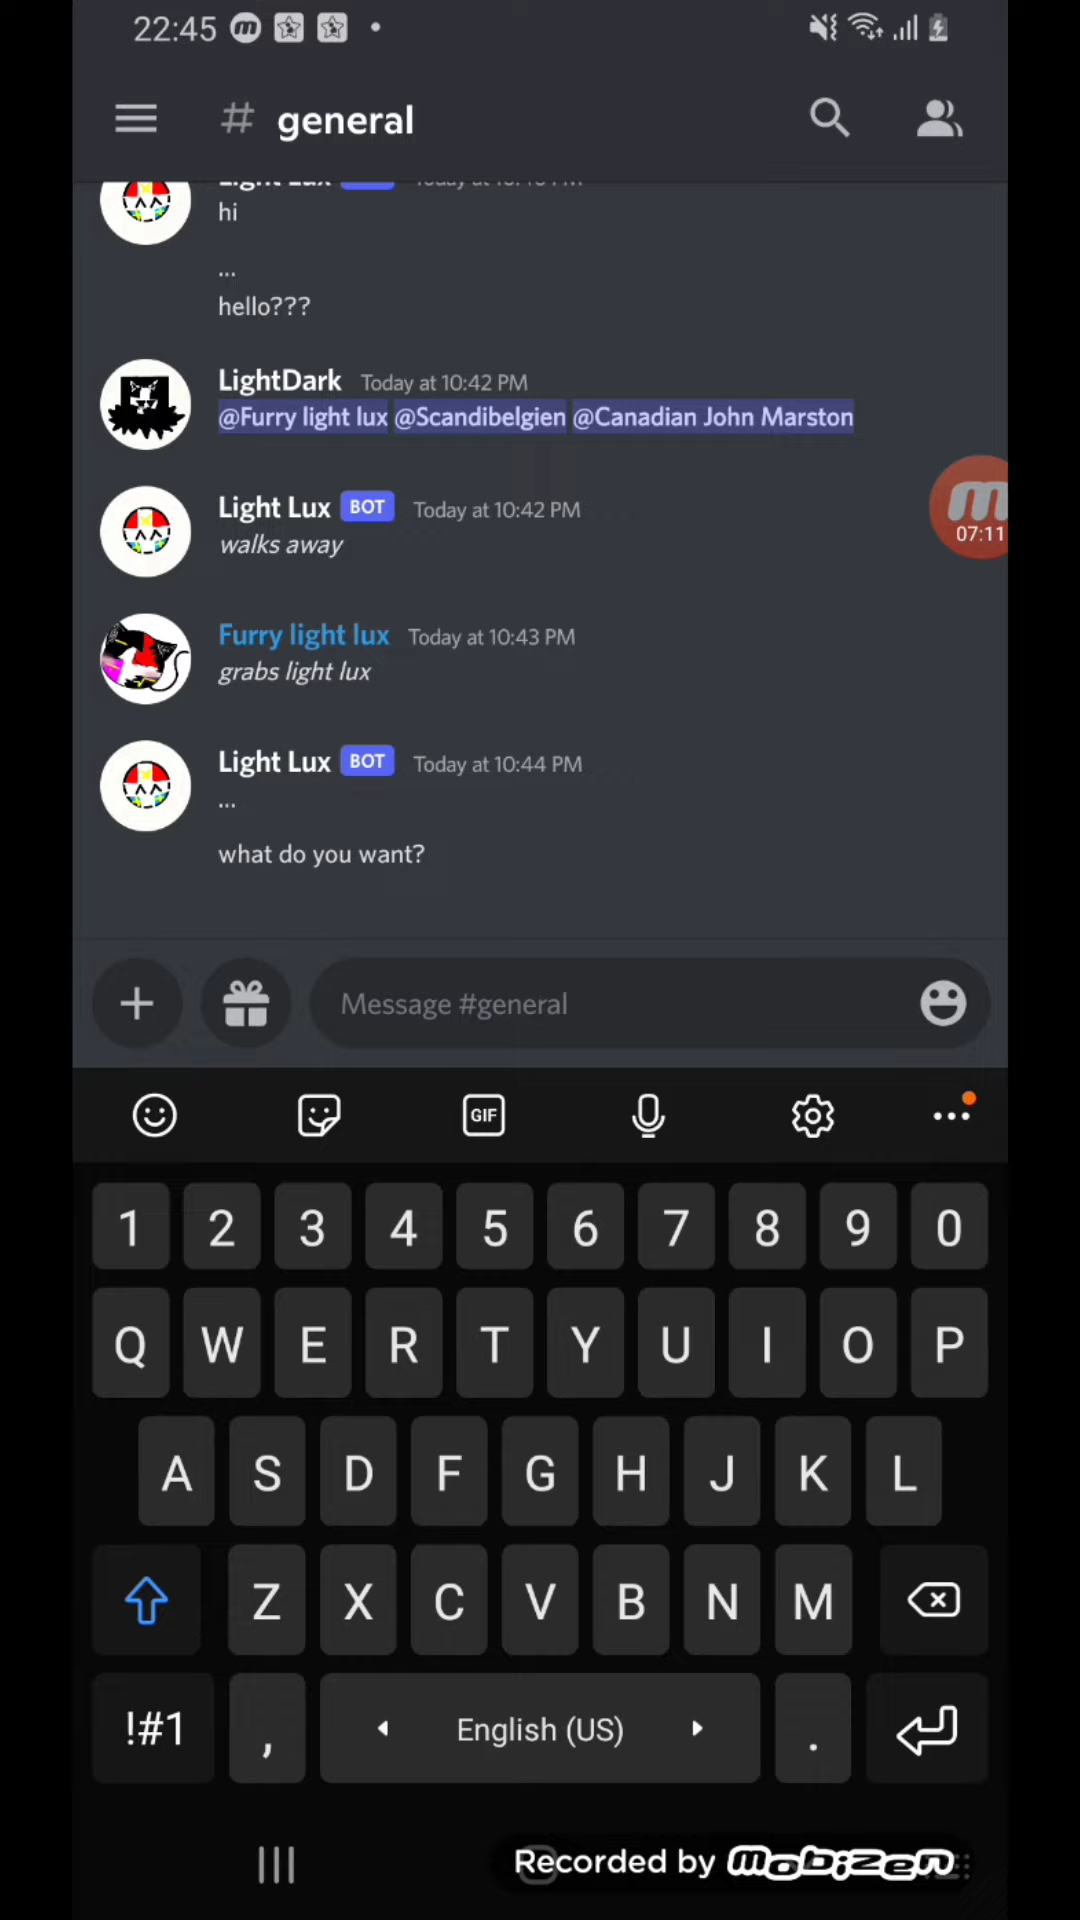 22:45
# general
Light Lux
hi
...
hello???
LightDark Today at 10:42 PM
@Furry light lux @Scandibelgien @Canadian John Marston
Light Lux BOT Today at 10:42 PM
walks away
m
07:11
Furry light lux Today at 10:43 PM
grabs light lux
Light Lux BOT Today at 10:44 PM
...
what do you want?
Message #general
GIF
1 2 3 4 5 6 7 8 9 0
Q W E R T Y U I O P
A S D F G H J K L
Z X C V B N M
!#1 , English (US) .
Recorded by mobizen